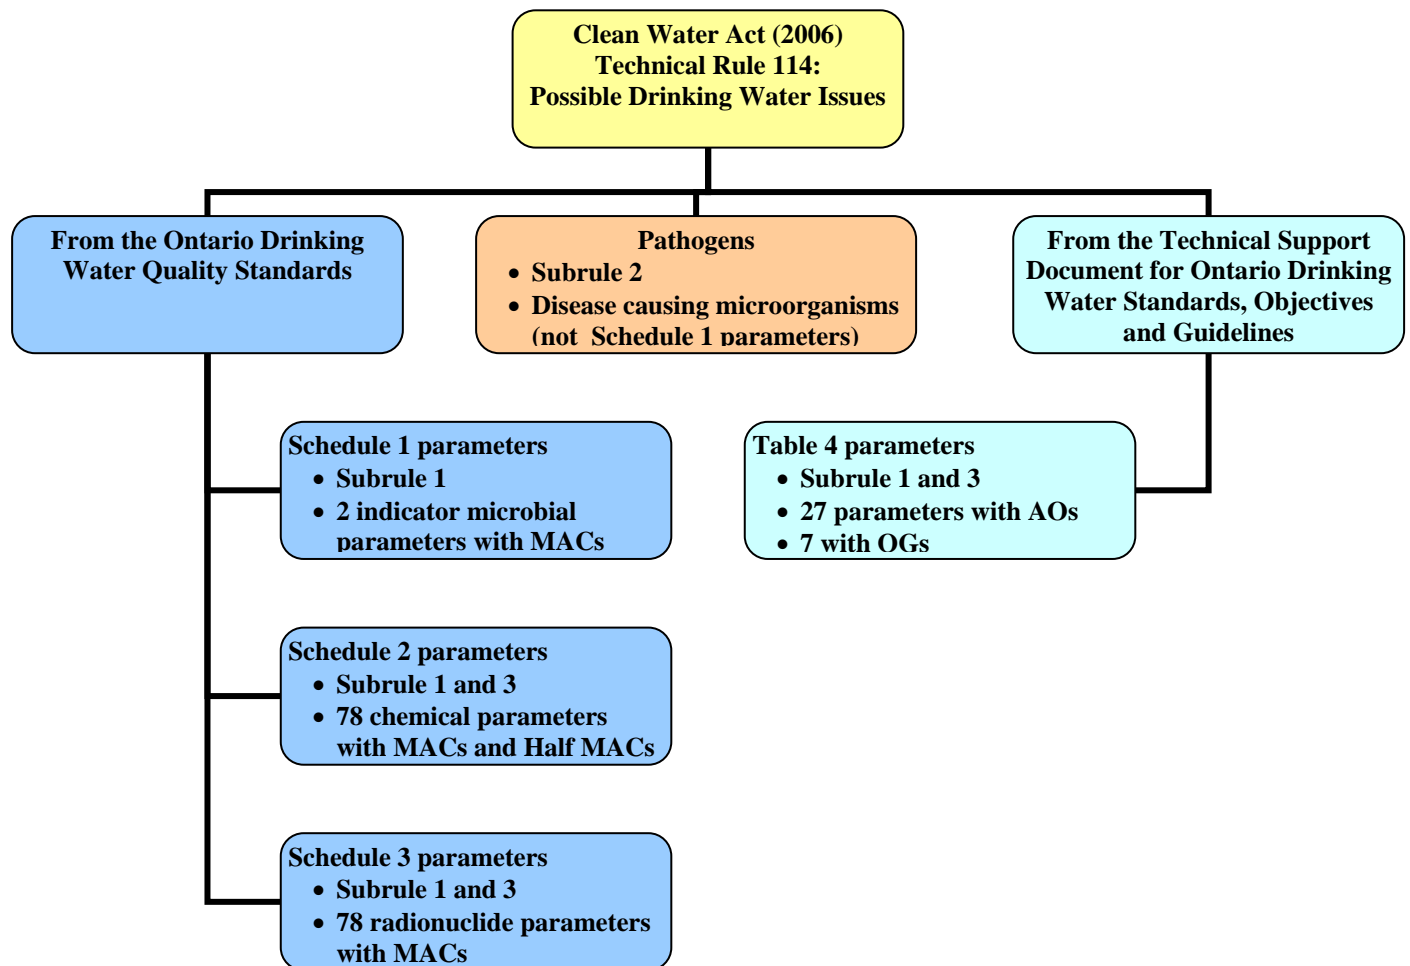 Clean Water Act (2006)
Technical Rule 114:
Possible Drinking Water Issues
From the Ontario Drinking
Water Quality Standards
Pathogens
• Subrule 2
• Disease causing microorganisms
(not Schedule 1 parameters)
From the Technical Support
Document for Ontario Drinking
Water Standards, Objectives
and Guidelines
Schedule 1 parameters
• Subrule 1
• 2 indicator microbial
parameters with MACs
Table 4 parameters
• Subrule 1 and 3
• 27 parameters with AOs
• 7 with OGs
Schedule 2 parameters
• Subrule 1 and 3
• 78 chemical parameters
with MACs and Half MACs
Schedule 3 parameters
• Subrule 1 and 3
• 78 radionuclide parameters
with MACs